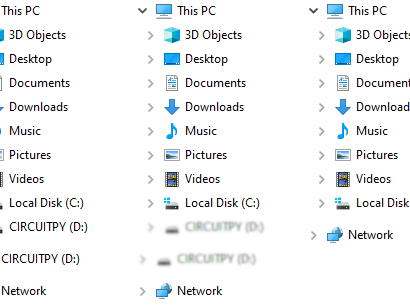 This PC
3D Objects
Desktop
Documents
Downloads
Music
Pictures
Videos
Local Disk (C:)
CIRCUITPY (D:)
CIRCUITPY (D:)
Network
This PC
3D Objects
Desktop
Documents
Downloads
Music
Pictures
Videos
Local Disk (C:)
CIRCUITPY (D:)
CIRCUITPY (D:)
Network
This PC
3D Objects
Desktop
Documents
Downloads
Music
Pictures
Videos
Local Disk (C:)
Network